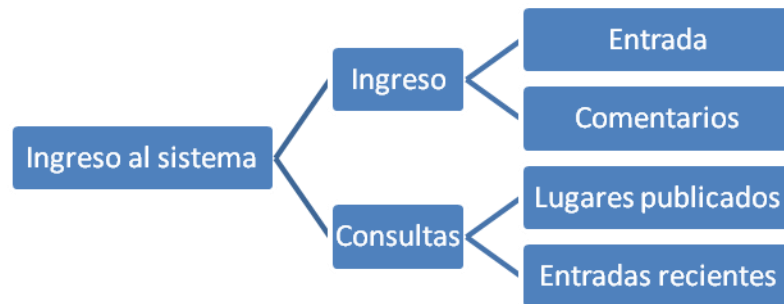 Ingreso al sistema
Ingreso
Entrada
Comentarios
Consultas
Lugares publicados
Entradas recientes